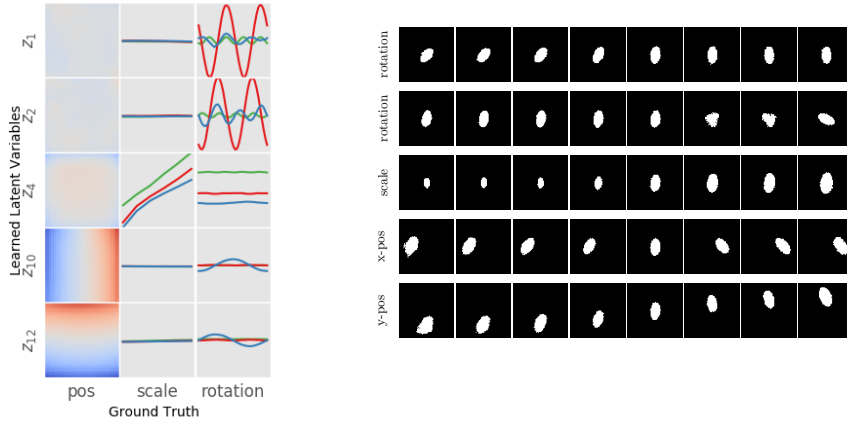 Learned Latent Variables
Z1
Z2
Z4
Z10
Z12
pos scale rotation
Ground Truth
rotation
rotation
scale
x-pos
y-pos